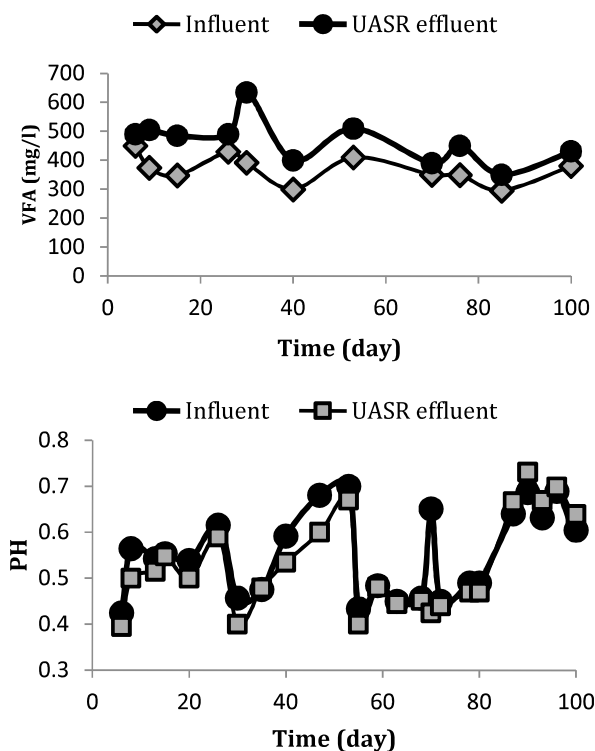 Influent UASR effluent
700
600
500
400
300
200
100
0
VFA (mg/l)
0 20 40 60 80 100
Time (day)
Influent UASR effluent
0.8
0.7
0.6
0.5
0.4
0.3
PH
0 20 40 60 80 100
Time (day)